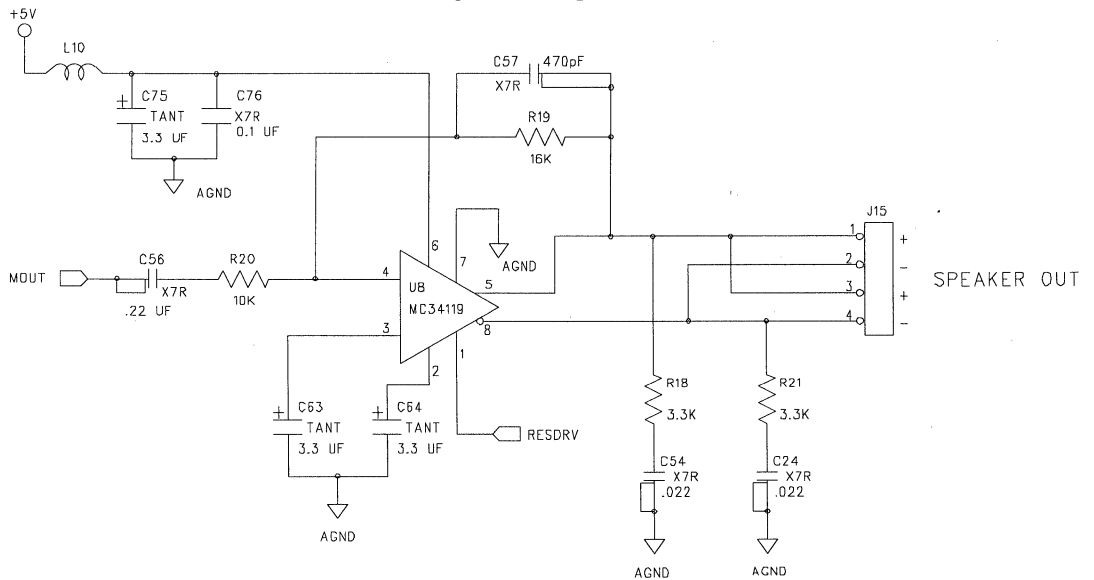 +5V
L10
C75
TANT
3.3 UF
+
C76
X7R
0.1 UF
AGND
C57
470pF
X7R
R19
16K
MOUT
C56
X7R
.22 UF
R20
10K
4
3
6
7
AGND
U8
MC34119
5
8
2
1
C63
+
TANT
3.3 UF
C64
+
TANT
3.3 UF
AGND
RESDRV
J15
1
+
2
-
3
+
4
-
SPEAKER OUT
R18
3.3K
R21
3.3K
C54
X7R
.022
C24
X7R
.022
AGND
AGND